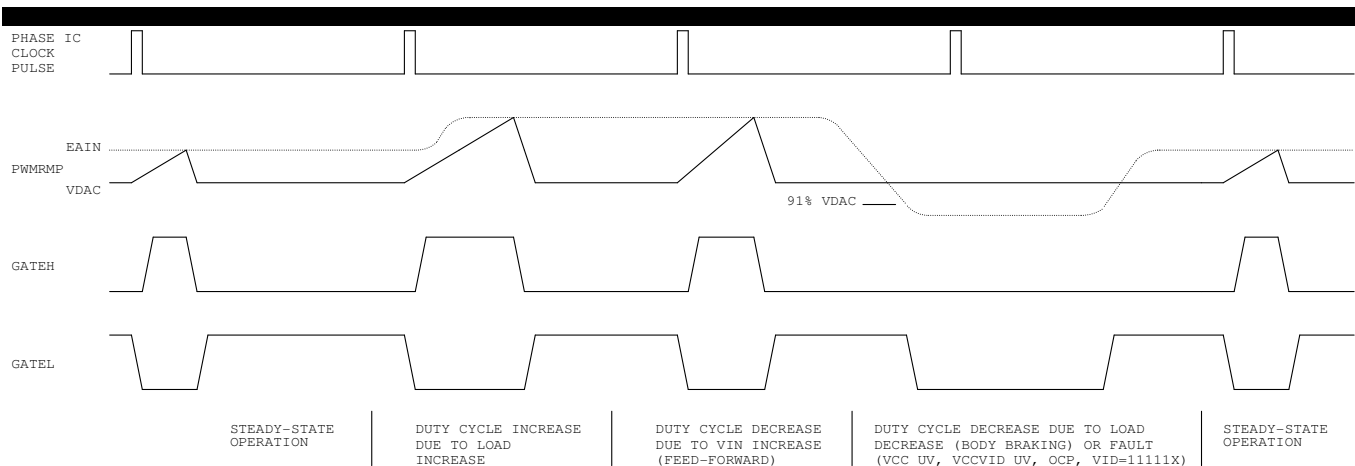 PHASE IC
CLOCK
PULSE
EAIN
PWMRMP
VDAC
91% VDAC
GATEH
GATEL
STEADY-STATE
OPERATION
DUTY CYCLE INCREASE
DUE TO LOAD
INCREASE
DUTY CYCLE DECREASE
DUE TO VIN INCREASE
(FEED-FORWARD)
DUTY CYCLE DECREASE DUE TO LOAD
DECREASE (BODY BRAKING) OR FAULT
(VCC UV, VCCVID UV, OCP, VID=11111X)
STEADY-STATE
OPERATION